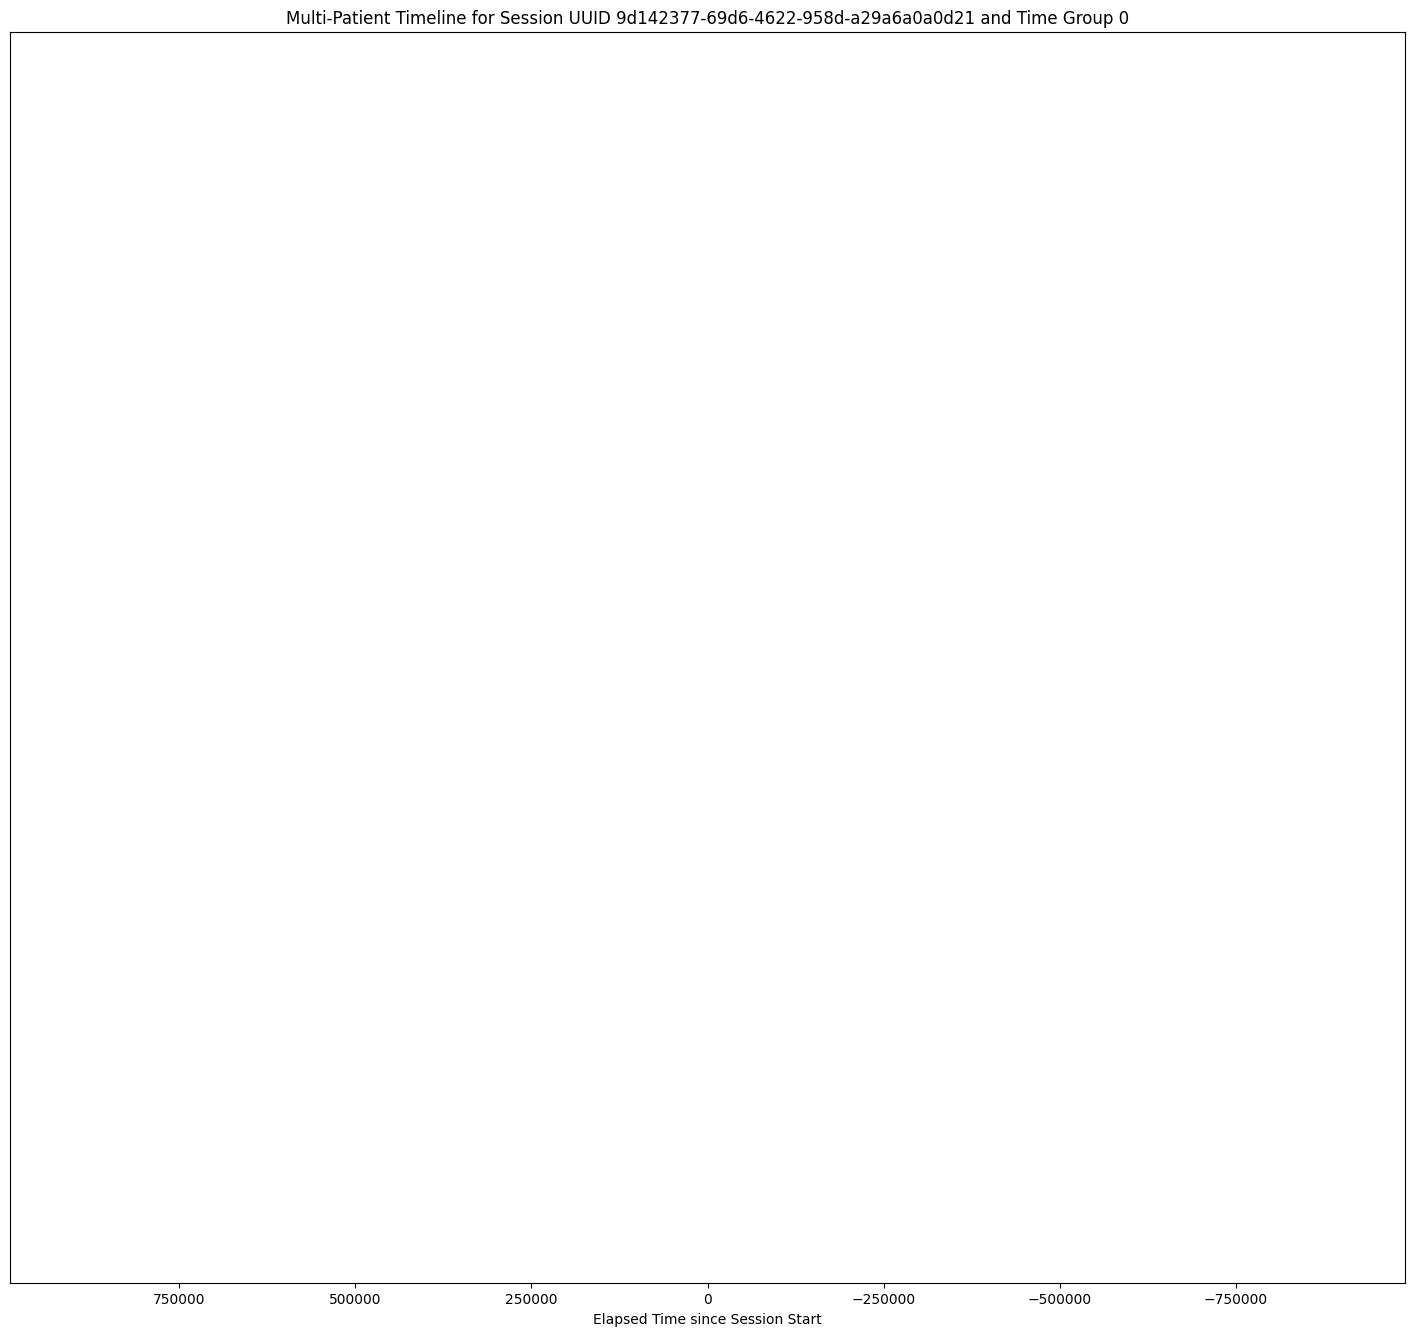 Multi-Patient Timeline for Session UUID 9d142377-69d6-4622-958d-a29a6a0a0d21 and Time Group 0
750000 500000 250000 0 −250000 −500000 −750000
Elapsed Time since Session Start